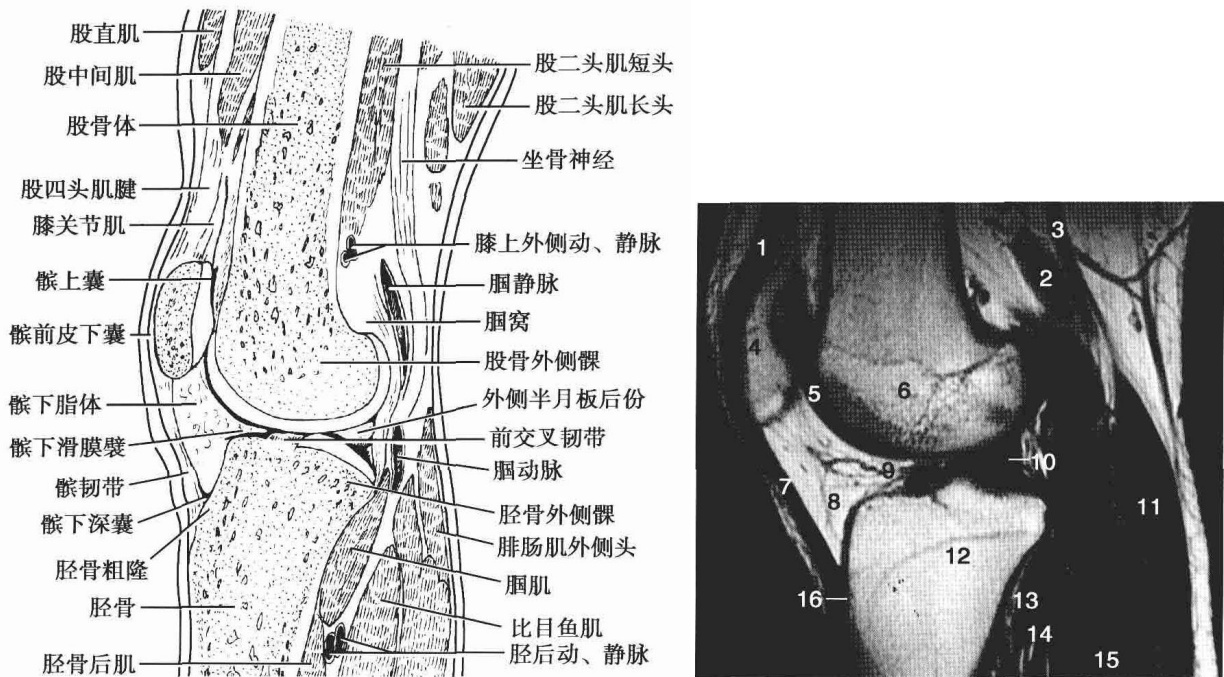 股直肌
股中间肌
股骨体
股四头肌腱
膝关节肌
髌上囊
髌前皮下囊
髌下脂体
髌下滑膜襞
髌韧带
髌下深囊
胫骨粗隆
胫骨
胫骨后肌
股二头肌短头
股二头肌长头
坐骨神经
膝上外侧动、静脉
腘静脉
腘窝
股骨外侧髁
外侧半月板后份
前交叉韧带
腘动脉
胫骨外侧髁
腓肠肌外侧头
腘肌
比目鱼肌
胫后动、静脉
1
2
3
4
5
6
7
8
9
10
11
12
13
14
15
16